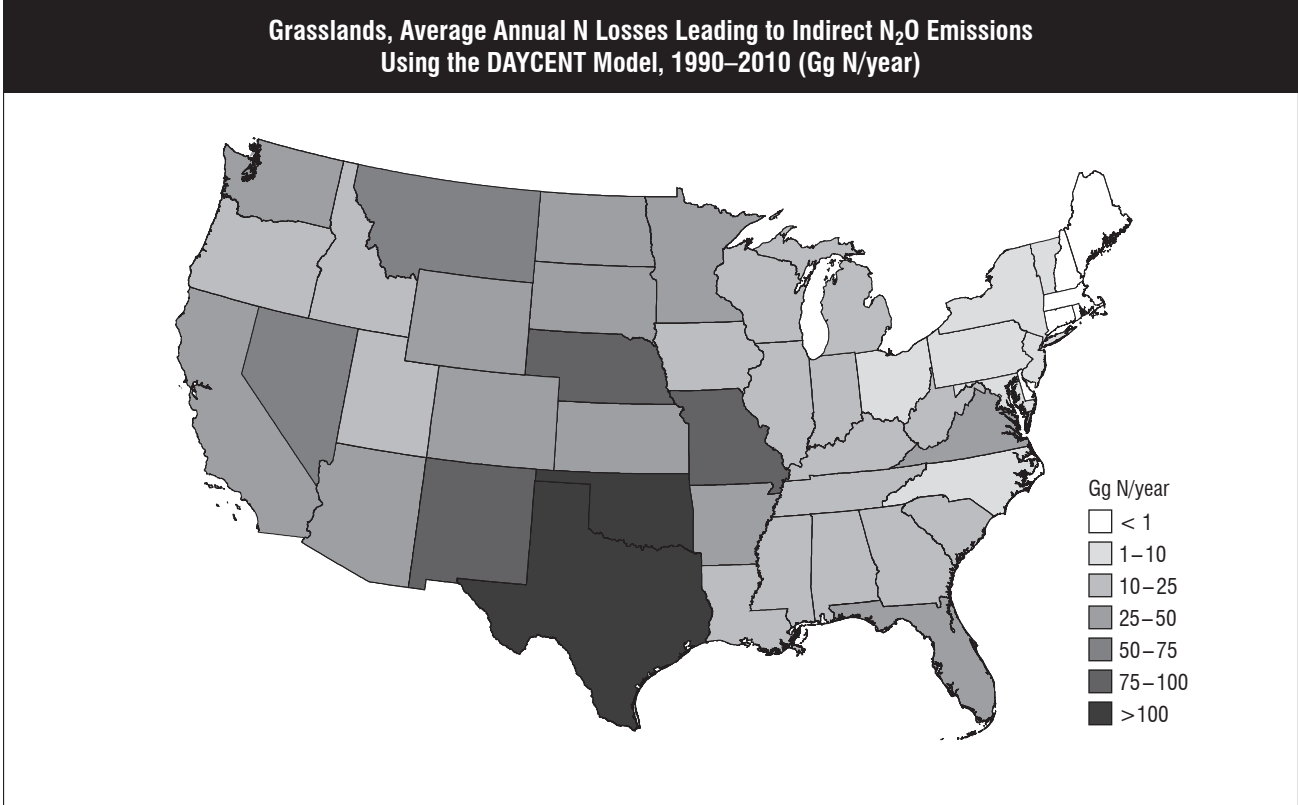 Grasslands, Average Annual N Losses Leading to Indirect N₂O Emissions
Using the DAYCENT Model, 1990–2010 (Gg N/year)
Gg N/year
< 1
1–10
10–25
25–50
50–75
75–100
>100